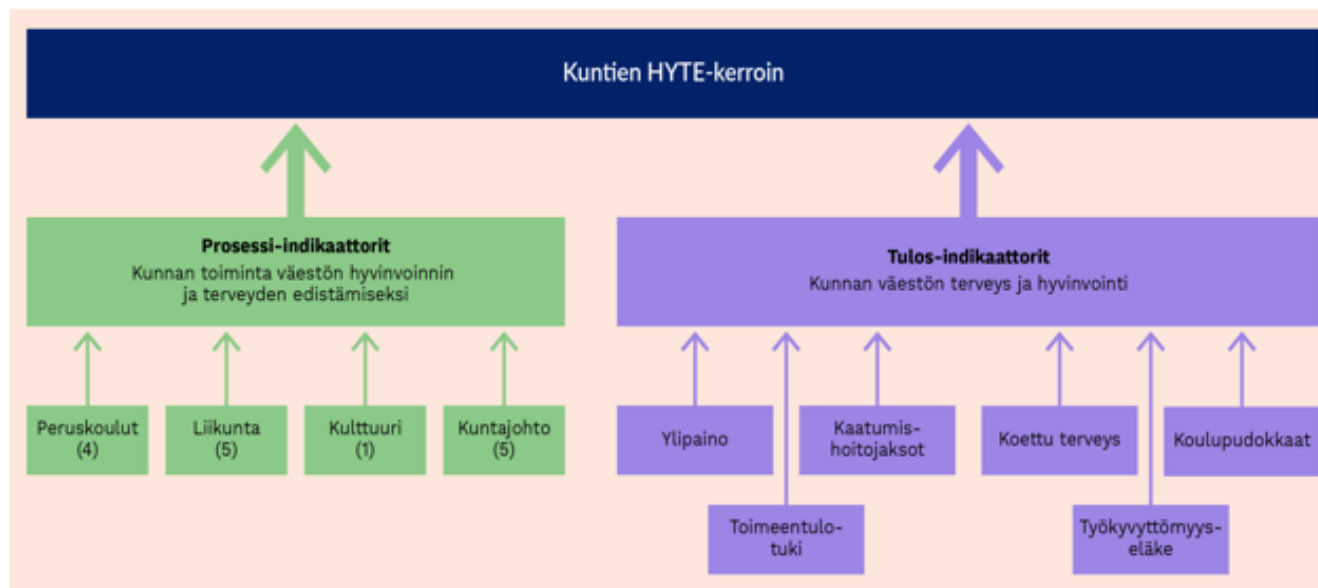 Kuntien HYTE-kerroin
Prosessi-indikaattorit
Kunnan toiminta väestön hyvinvoinnin
ja terveyden edistämiseksi
Tulos-indikaattorit
Kunnan väestön terveys ja hyvinvointi
Peruskoulut
(4)
Liikunta
(5)
Kulttuuri
(1)
Kuntajohto
(5)
Ylipaino
Kaatumis-
hoitojaksot
Koettu terveys
Koulupudokkaat
Toimeentulo-
tuki
Työkyvyttömyys-
eläke